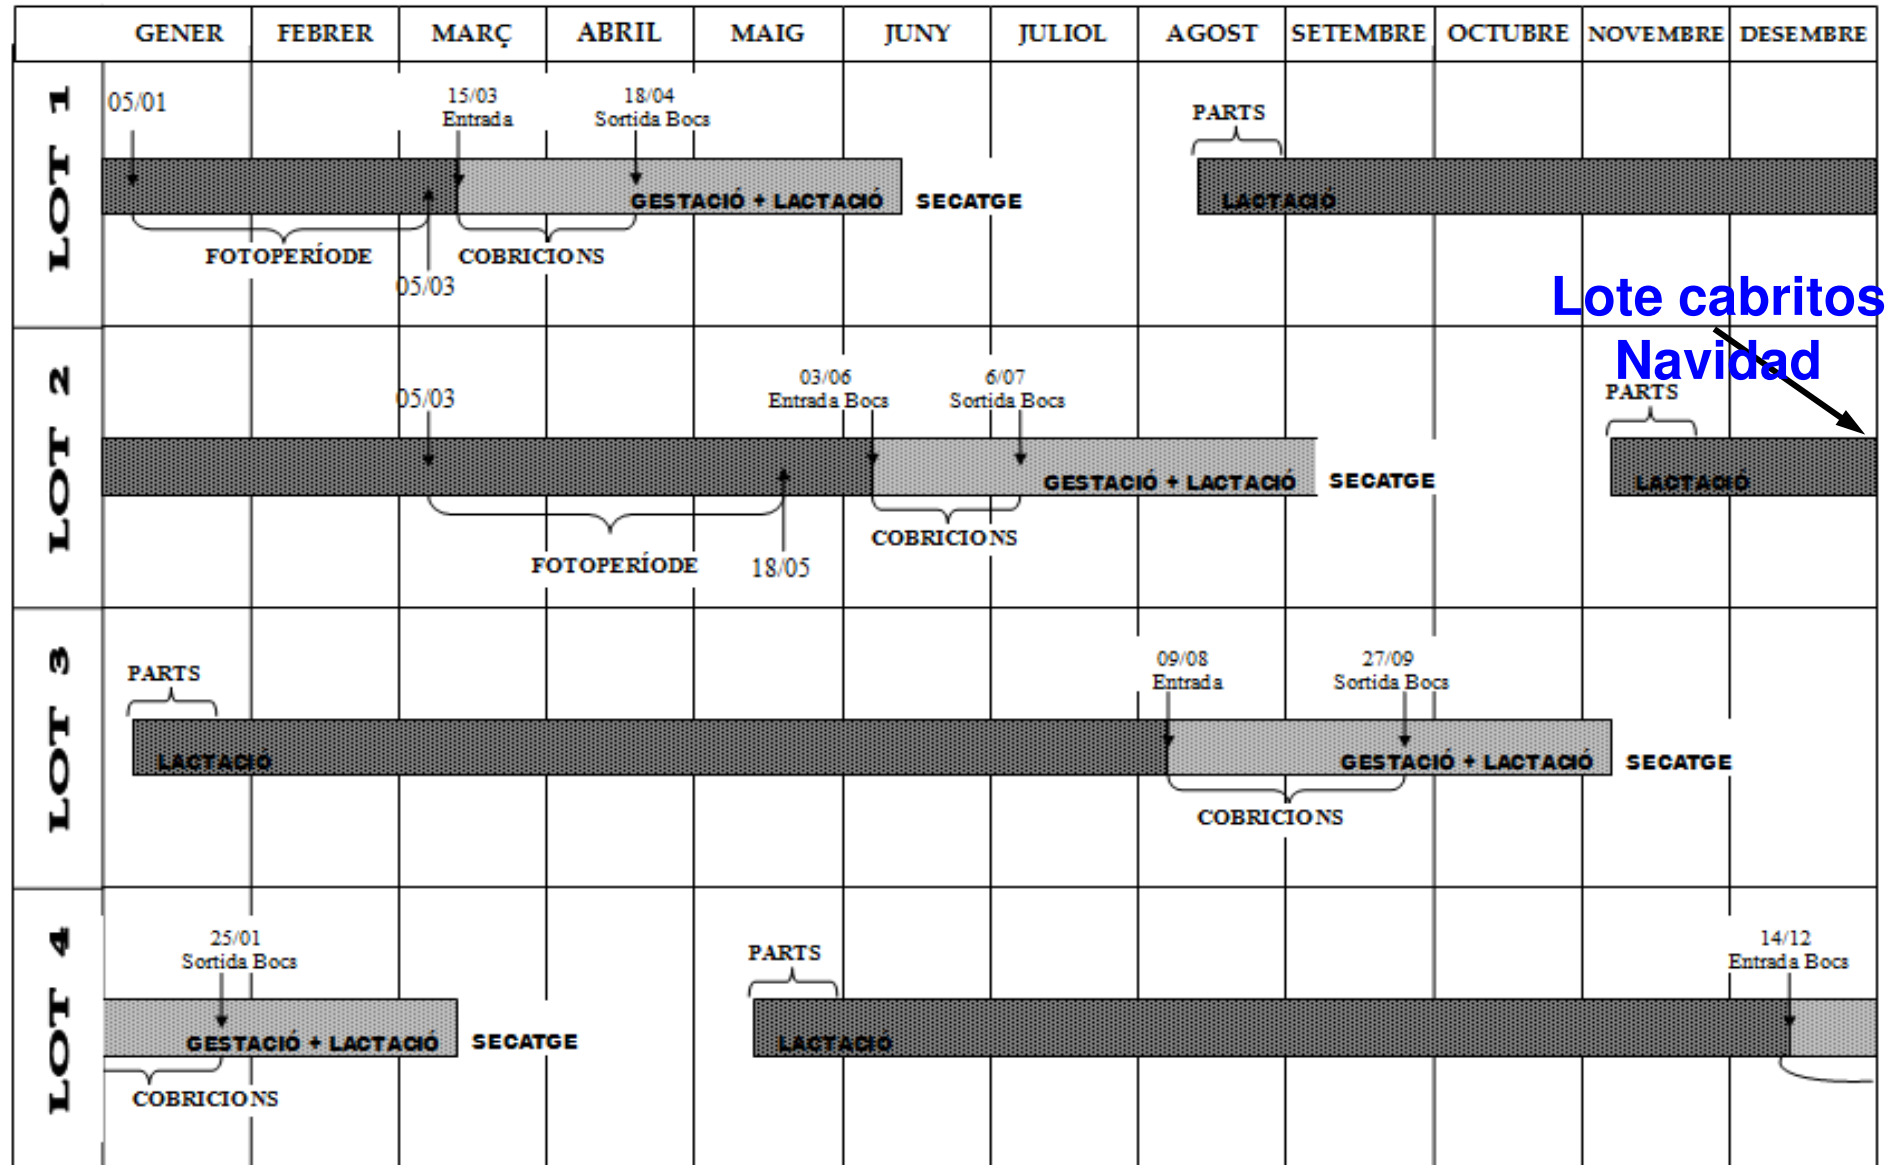 GENER FEBRER MARÇ ABRIL MAIG JUNY JULIOL AGOST SETEMBRE OCTUBRE NOVEMBRE DESEMBRE
LOT 1
05/01
15/03
Entrada
18/04
Sortida Bocs
PARTS
GESTACIÓ + LACTACIÓ
SECATGE
LACTACIÓ
FOTOPERÍODE
COBRICIONS
05/03
Lote cabritos
Navidad
LOT 2
05/03
03/06
Entrada Bocs
6/07
Sortida Bocs
PARTS
GESTACIÓ + LACTACIÓ
SECATGE
LACTACIÓ
COBRICIONS
FOTOPERÍODE
18/05
LOT 3
PARTS
09/08
Entrada
27/09
Sortida Bocs
LACTACIÓ
GESTACIÓ + LACTACIÓ
SECATGE
COBRICIONS
LOT 4
25/01
Sortida Bocs
PARTS
14/12
Entrada Bocs
GESTACIÓ + LACTACIÓ
SECATGE
LACTACIÓ
COBRICIONS